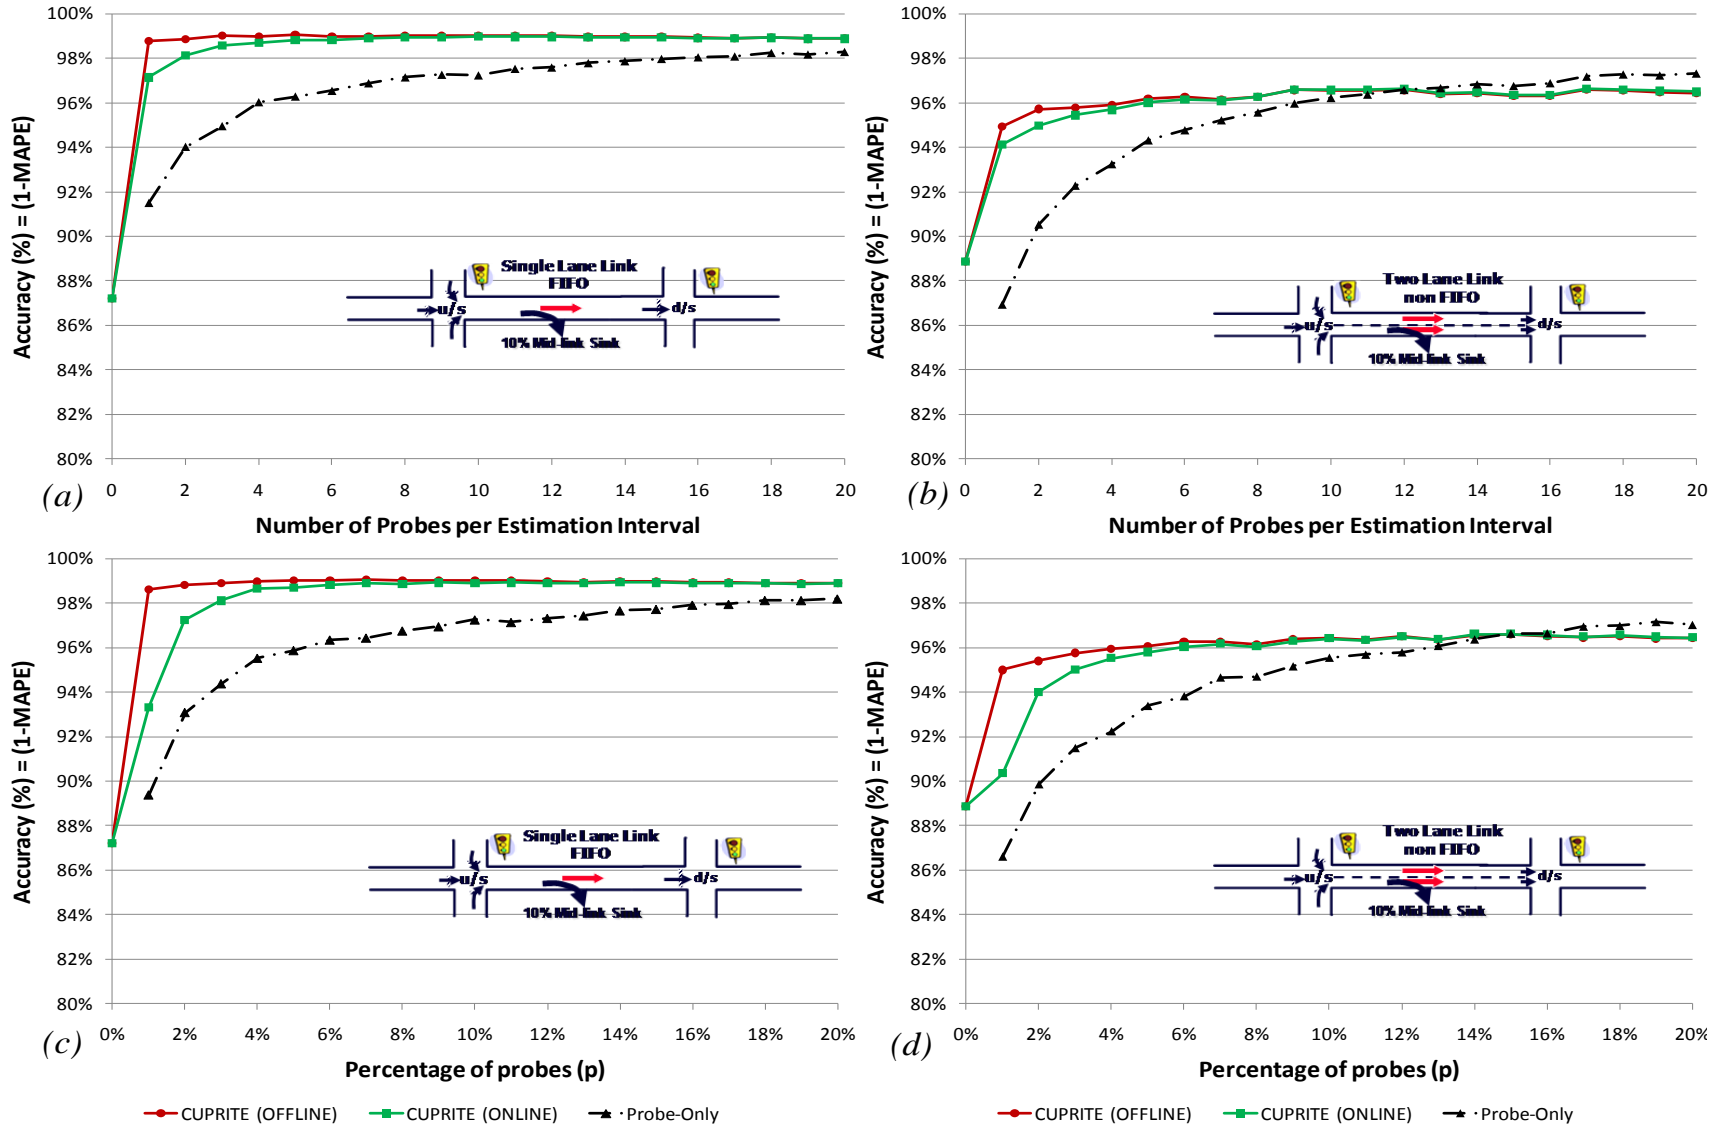 100%
98%
96%
94%
92%
90%
88%
86%
84%
82%
80%
Accuracy (%) = (1-MAPE)
Single Lane Link
FIFO
u/s
d/s
10% Mid-link Sink
0 2 4 6 8 10 12 14 16 18 20
(a)
Number of Probes per Estimation Interval
100%
98%
96%
94%
92%
90%
88%
86%
84%
82%
80%
Accuracy (%) = (1-MAPE)
Two Lane Link
non FIFO
u/s
d/s
10% Mid-link Sink
0 2 4 6 8 10 12 14 16 18 20
(b)
Number of Probes per Estimation Interval
100%
98%
96%
94%
92%
90%
88%
86%
84%
82%
80%
Accuracy (%) = (1-MAPE)
Single Lane Link
FIFO
u/s
d/s
10% Mid-link Sink
0% 2% 4% 6% 8% 10% 12% 14% 16% 18% 20%
(c)
Percentage of probes (p)
100%
98%
96%
94%
92%
90%
88%
86%
84%
82%
80%
Accuracy (%) = (1-MAPE)
Two Lane Link
non FIFO
u/s
d/s
10% Mid-link Sink
0% 2% 4% 6% 8% 10% 12% 14% 16% 18% 20%
(d)
Percentage of probes (p)
CUPRITE (OFFLINE) CUPRITE (ONLINE) Probe-Only
CUPRITE (OFFLINE) CUPRITE (ONLINE) Probe-Only